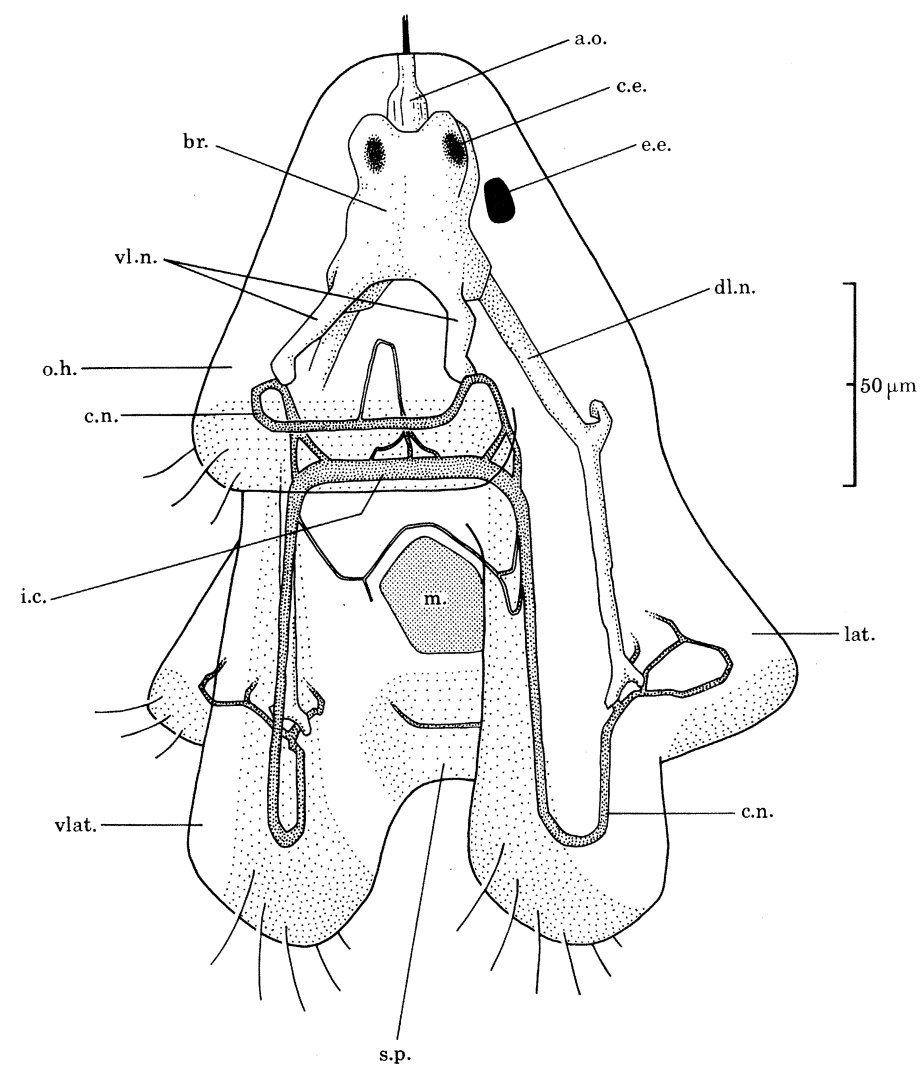 a.o.
c.e.
br.
e.e.
vl.n.
dl.n.
o.h.
50 μm
c.n.
i.c.
m.
lat.
vlat.
c.n.
s.p.